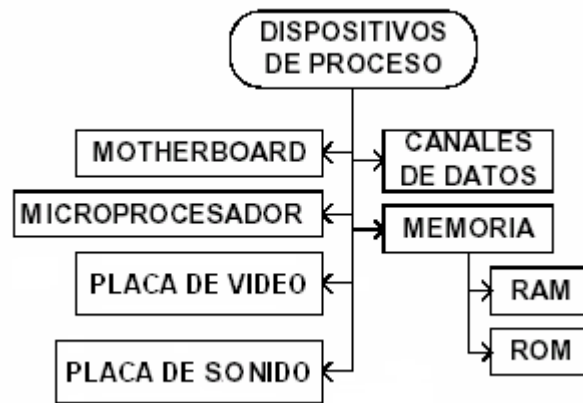 DISPOSITIVOS
DE PROCESO
MOTHERBOARD
CANALES
DE DATOS
MICROPROCESADOR
MEMORIA
PLACA DE VIDEO
RAM
ROM
PLACA DE SONIDO